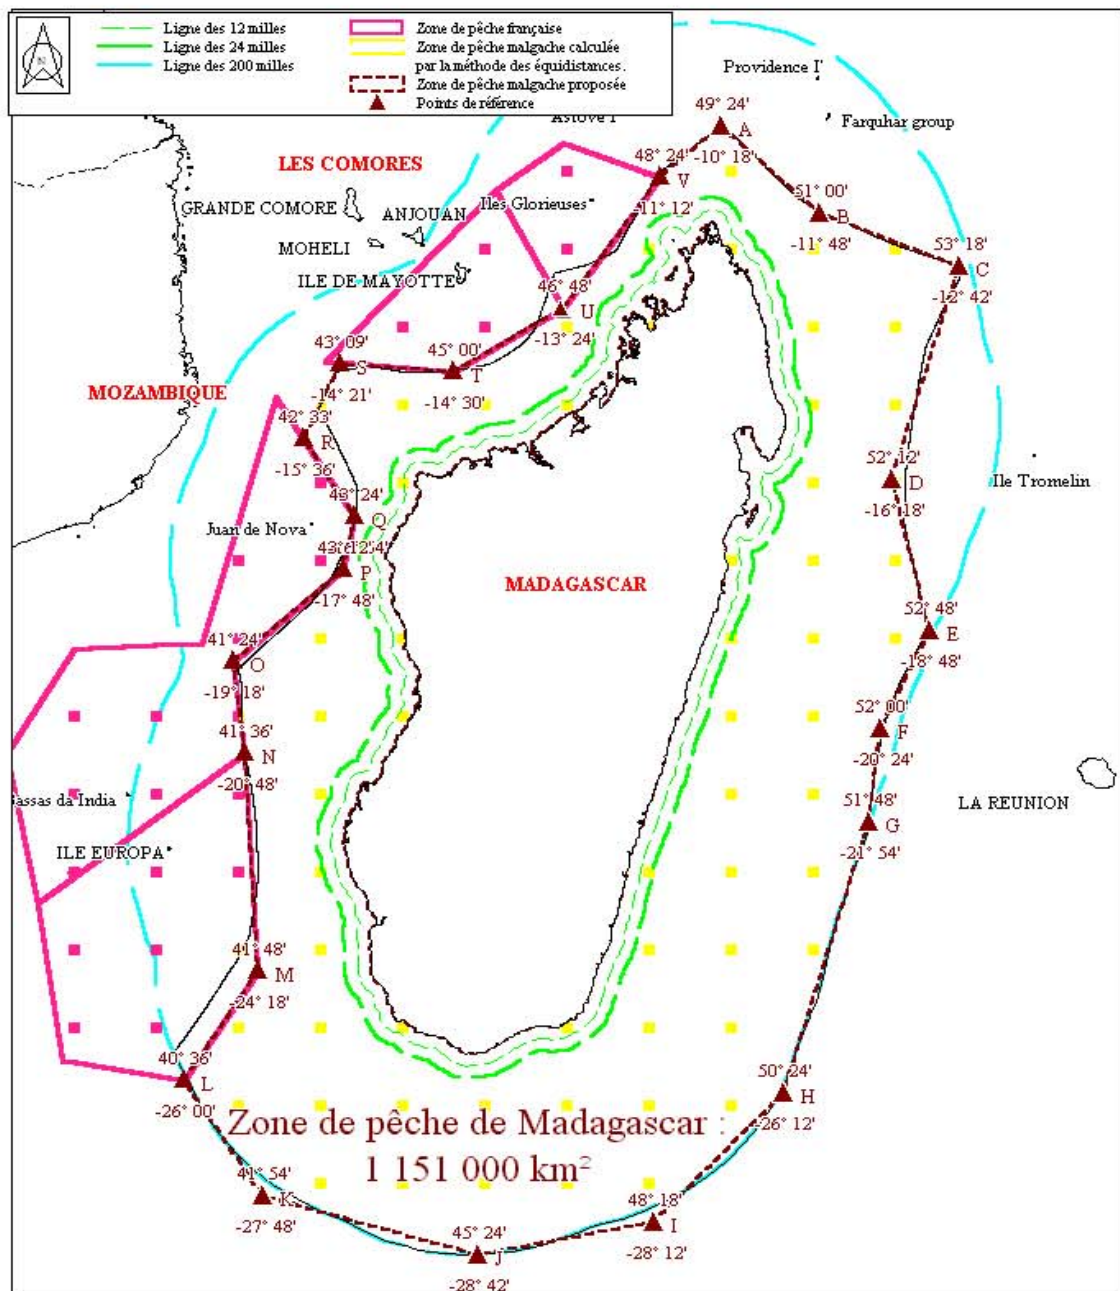 Ligne des 12 milles
Ligne des 24 milles
Ligne des 200 milles
Zone de pêche française
Zone de pêche malgache calculée
par la méthode des équidistances.
Zone de pêche malgache proposée
Points de référence
N
Providence I
Astove I
Farquhar group
49° 24'
A
-10° 18'
LES COMORES
48° 24'
V
-11° 12'
51° 00'
B
-11° 48'
GRANDE COMORE
ANJOUAN
Iles Glorieuses
MOHELI
ILE DE MAYOTTE
53° 18'
C
-12° 42'
46° 48'
U
-13° 24'
43° 09'
S
-14° 21'
45° 00'
T
-14° 30'
MOZAMBIQUE
42° 33'
R
-15° 36'
52° 12'
D
-16° 18'
Ile Tromelin
43° 24'
Q
Juan de Nova
P
-17° 48'
MADAGASCAR
52° 48'
E
-18° 48'
41° 24'
O
-19° 18'
52° 00'
F
-20° 24'
41° 36'
N
-20° 48'
Bassas da India
ILE EUROPA
51° 48'
G
-21° 54'
LA REUNION
41° 48'
M
-24° 18'
40° 36'
L
-26° 00'
50° 24'
H
-26° 12'
Zone de pêche de Madagascar :
1 151 000 km²
41° 54'
K
-27° 48'
48° 18'
I
-28° 12'
45° 24'
J
-28° 42'